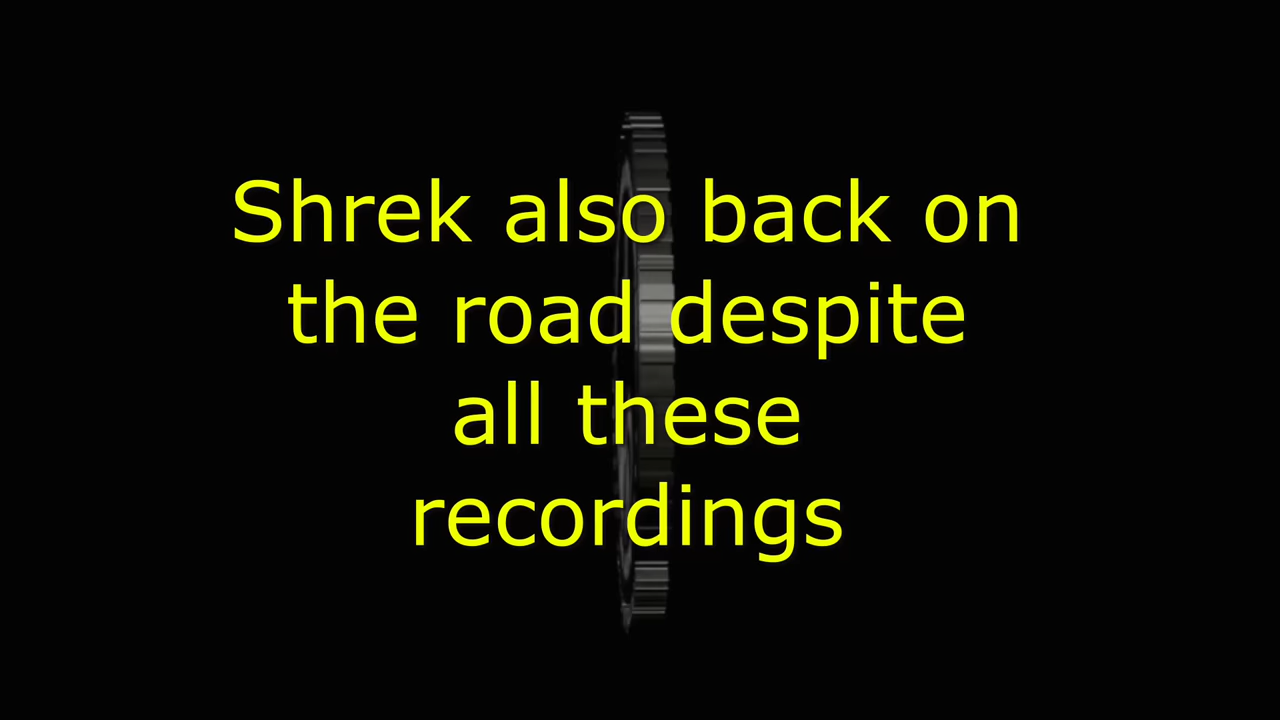 Shrek also back on
the road despite
all these
recordings